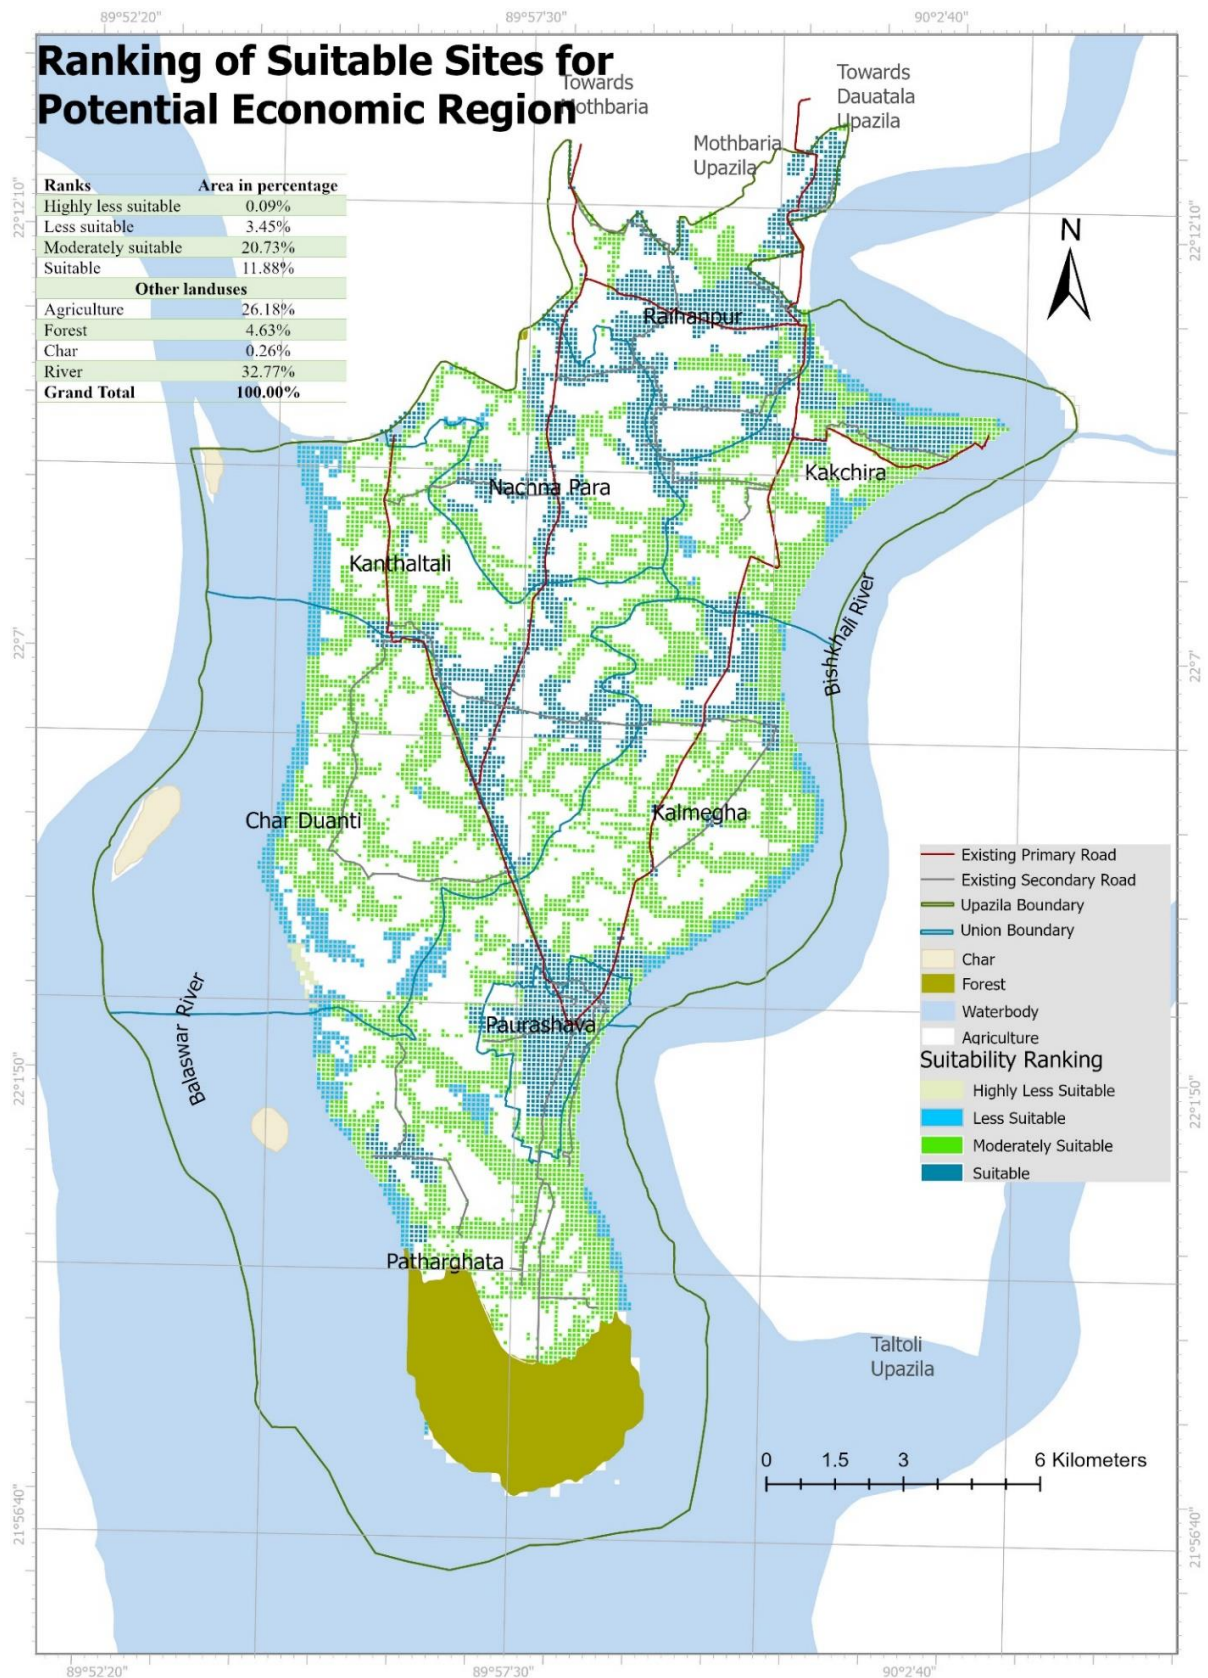 89°52'20"
89°57'30"
90°2'40"
Ranking of Suitable Sites for
Potential Economic Region
Towards
Mothbaria
Towards
Dauatala
Upazila
Mothbaria
Upazila
22°12'10"
22°12'10"
Ranks Area in percentage
Highly less suitable 0.09%
Less suitable 3.45%
Moderately suitable 20.73%
Suitable 11.88%
Other landuses
Agriculture 26.18%
Forest 4.63%
Char 0.26%
River 32.77%
Grand Total 100.00%
N
Raihanpur
Kakchira
Nachna Para
Kanthaltali
Bishkhali River
22°7'
22°7'
Char Duanti
Kalmegha
Existing Primary Road
Existing Secondary Road
Upazila Boundary
Union Boundary
Char
Forest
Waterbody
Agriculture
Suitability Ranking
Highly Less Suitable
Less Suitable
Moderately Suitable
Suitable
Balaswar River
Paurashava
22°1'50"
22°1'50"
Patharghata
Taltoli
Upazila
0 1.5 3 6 Kilometers
21°56'40"
21°56'40"
89°52'20"
89°57'30"
90°2'40"